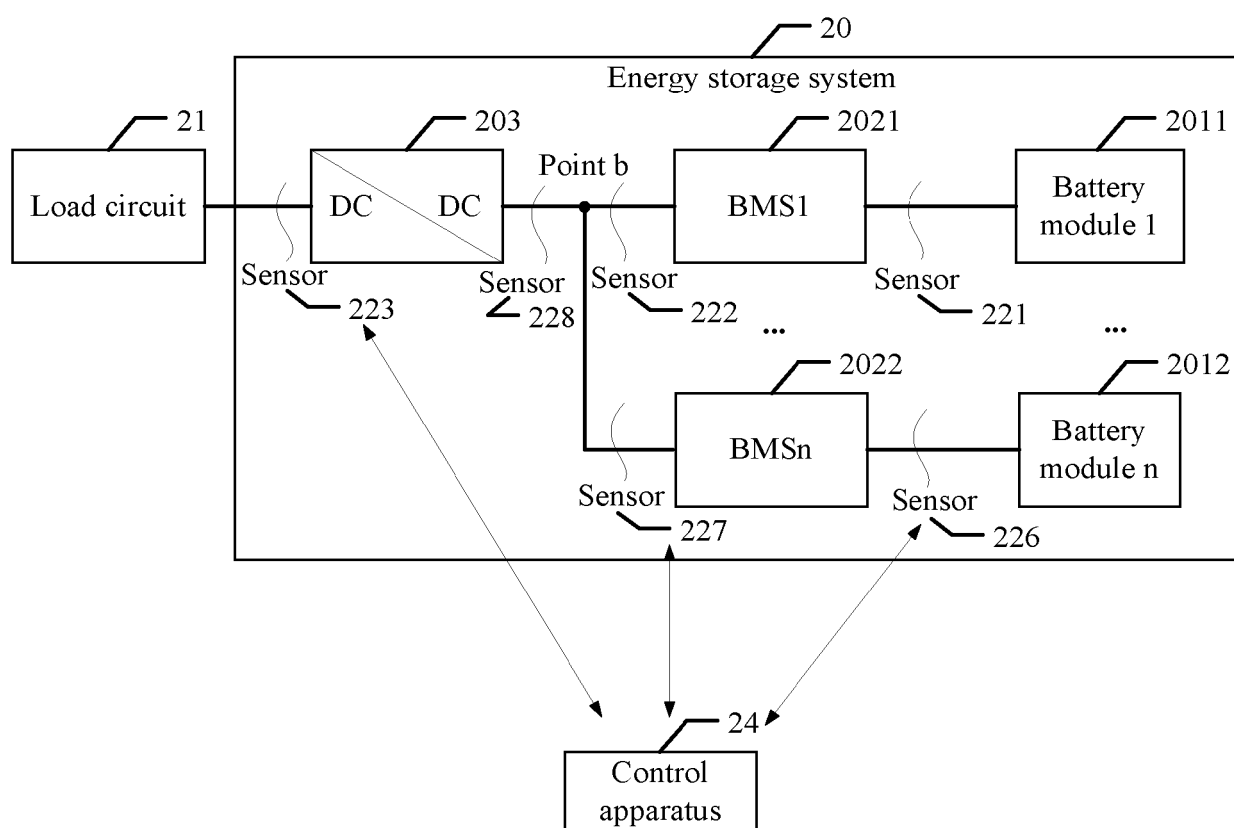 20
Energy storage system
21
203
2021
2011
Load circuit
DC
DC
Point b
BMS1
Battery
module 1
Sensor
223
Sensor
228
Sensor
222
Sensor
221
...
...
2022
2012
BMSn
Battery
module n
Sensor
227
Sensor
226
24
Control
apparatus